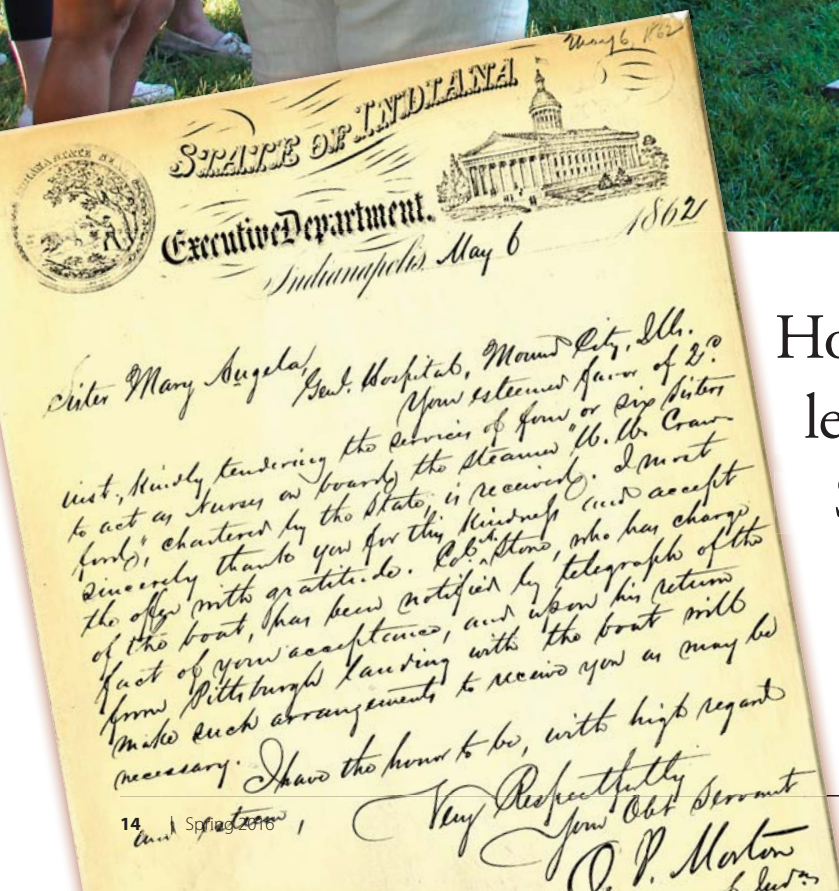 May 6, 1862
STATE OF INDIANA
Executive Department.
Indianapolis, May 6 1862
Sister Mary Angela,
Genl. Hospital, Mound City, Ills.
Your esteemed favor of 2d.
inst., kindly tendering the services of four or six Sisters
to act as Nurses on board the Steamer "W. W. Craw-
ford", chartered by the State, is received. I most
sincerely thank you for this kindness and accept
the offer with gratitude. Col. Stone, who has charge
of the boat, has been notified by telegraph of the
fact of your acceptance, and upon his return
from Pittsburgh landing with the boat will
make such arrangements to receive you as may be
necessary.
I have the honor to be, with high regard
and esteem,
Very Respectfully
Your Obt Servant
O. P. Morton
Ho
le
14 | Spring 2016